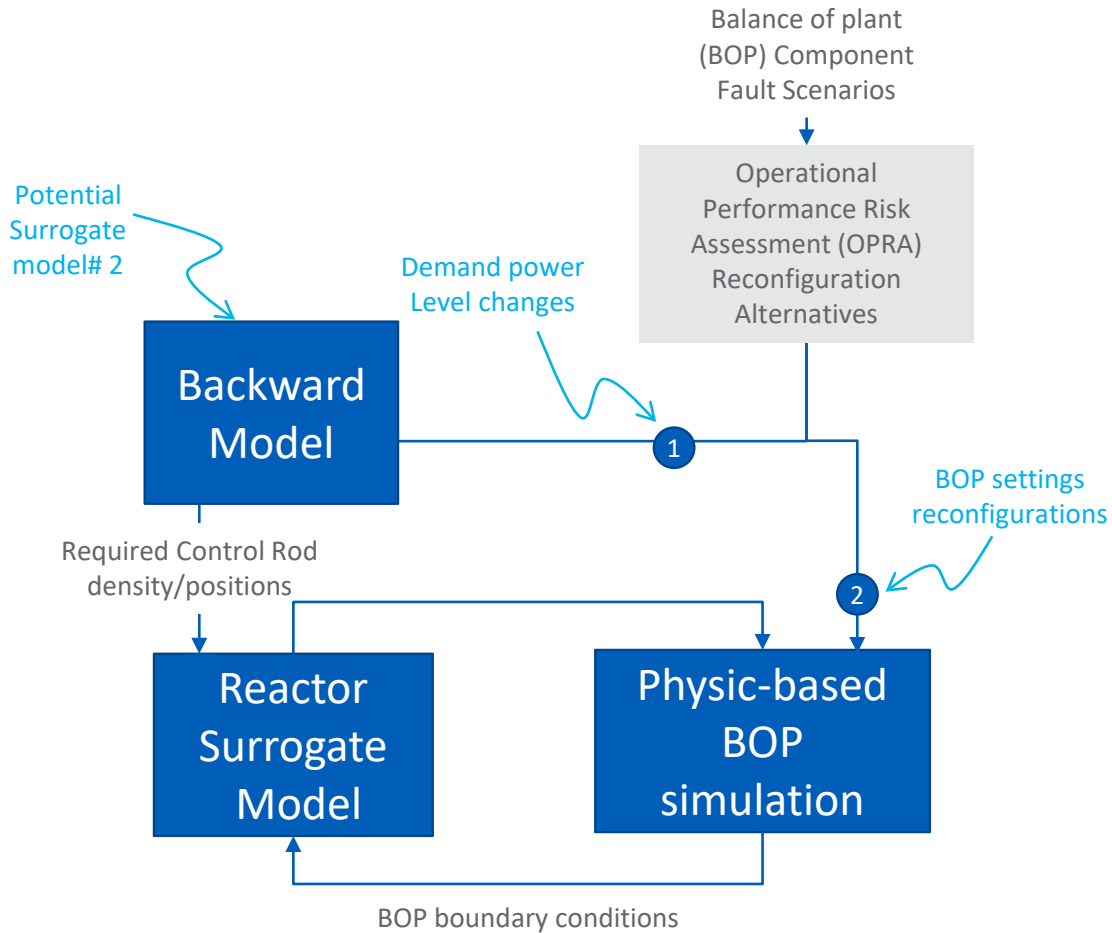 Balance of plant
(BOP) Component
Fault Scenarios
Operational
Performance Risk
Assessment (OPRA)
Reconfiguration
Alternatives
Potential
Surrogate
model# 2
Demand power
Level changes
Backward
Model
1
BOP settings
reconfigurations
Required Control Rod
density/positions
2
Reactor
Surrogate
Model
Physic-based
BOP
simulation
BOP boundary conditions